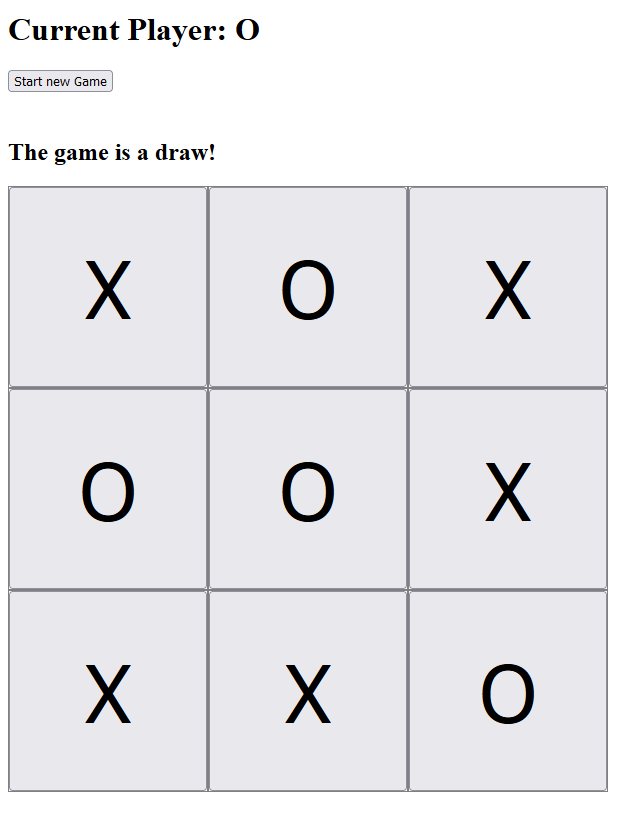 Current Player: O
Start new Game
The game is a draw!
X O X
O O X
X X O